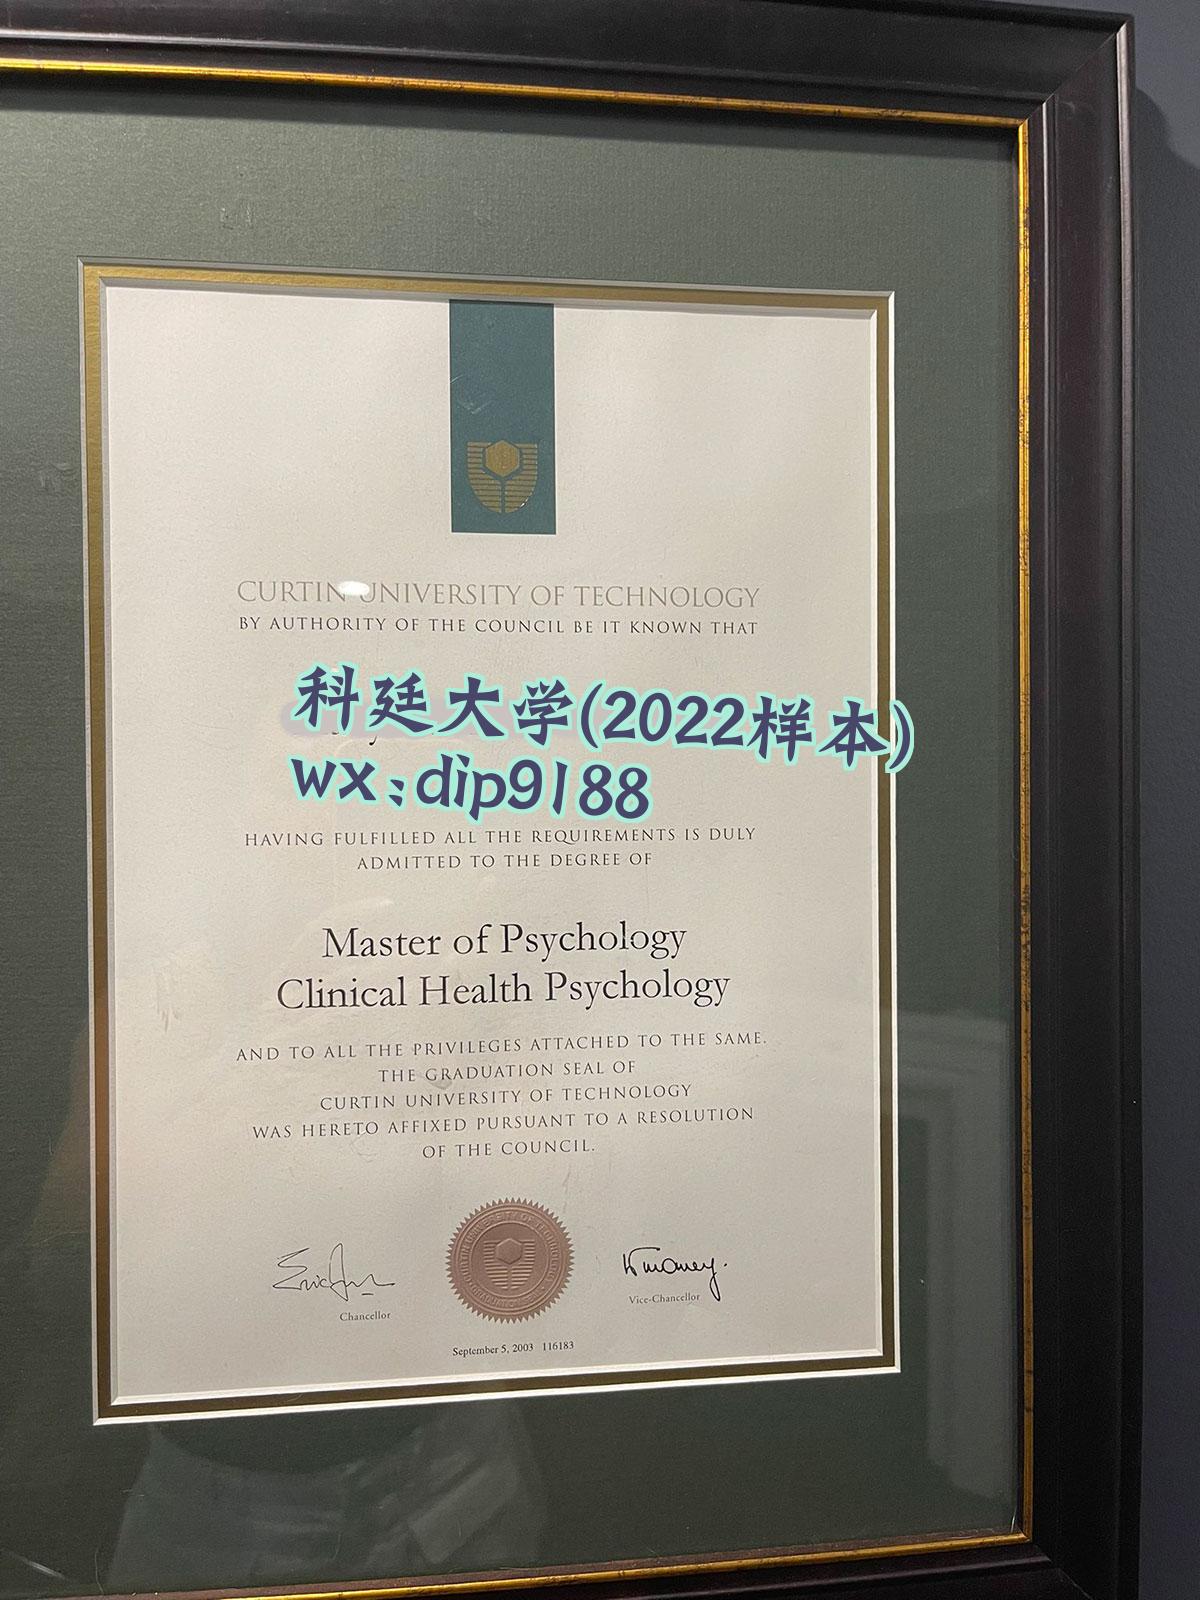 CURTIN UNIVERSITY OF TECHNOLOGY
BY AUTHORITY OF THE COUNCIL BE IT KNOWN THAT
科廷大学(2022样本)
wx:dip9188
HAVING FULFILLED ALL THE REQUIREMENTS IS DULY
ADMITTED TO THE DEGREE OF
Master of Psychology
Clinical Health Psychology
AND TO ALL THE PRIVILEGES ATTACHED TO THE SAME.
THE GRADUATION SEAL OF
CURTIN UNIVERSITY OF TECHNOLOGY
WAS HERETO AFFIXED PURSUANT TO A RESOLUTION
OF THE COUNCIL.
Chancellor
Vice-Chancellor
September 5, 2003 116183